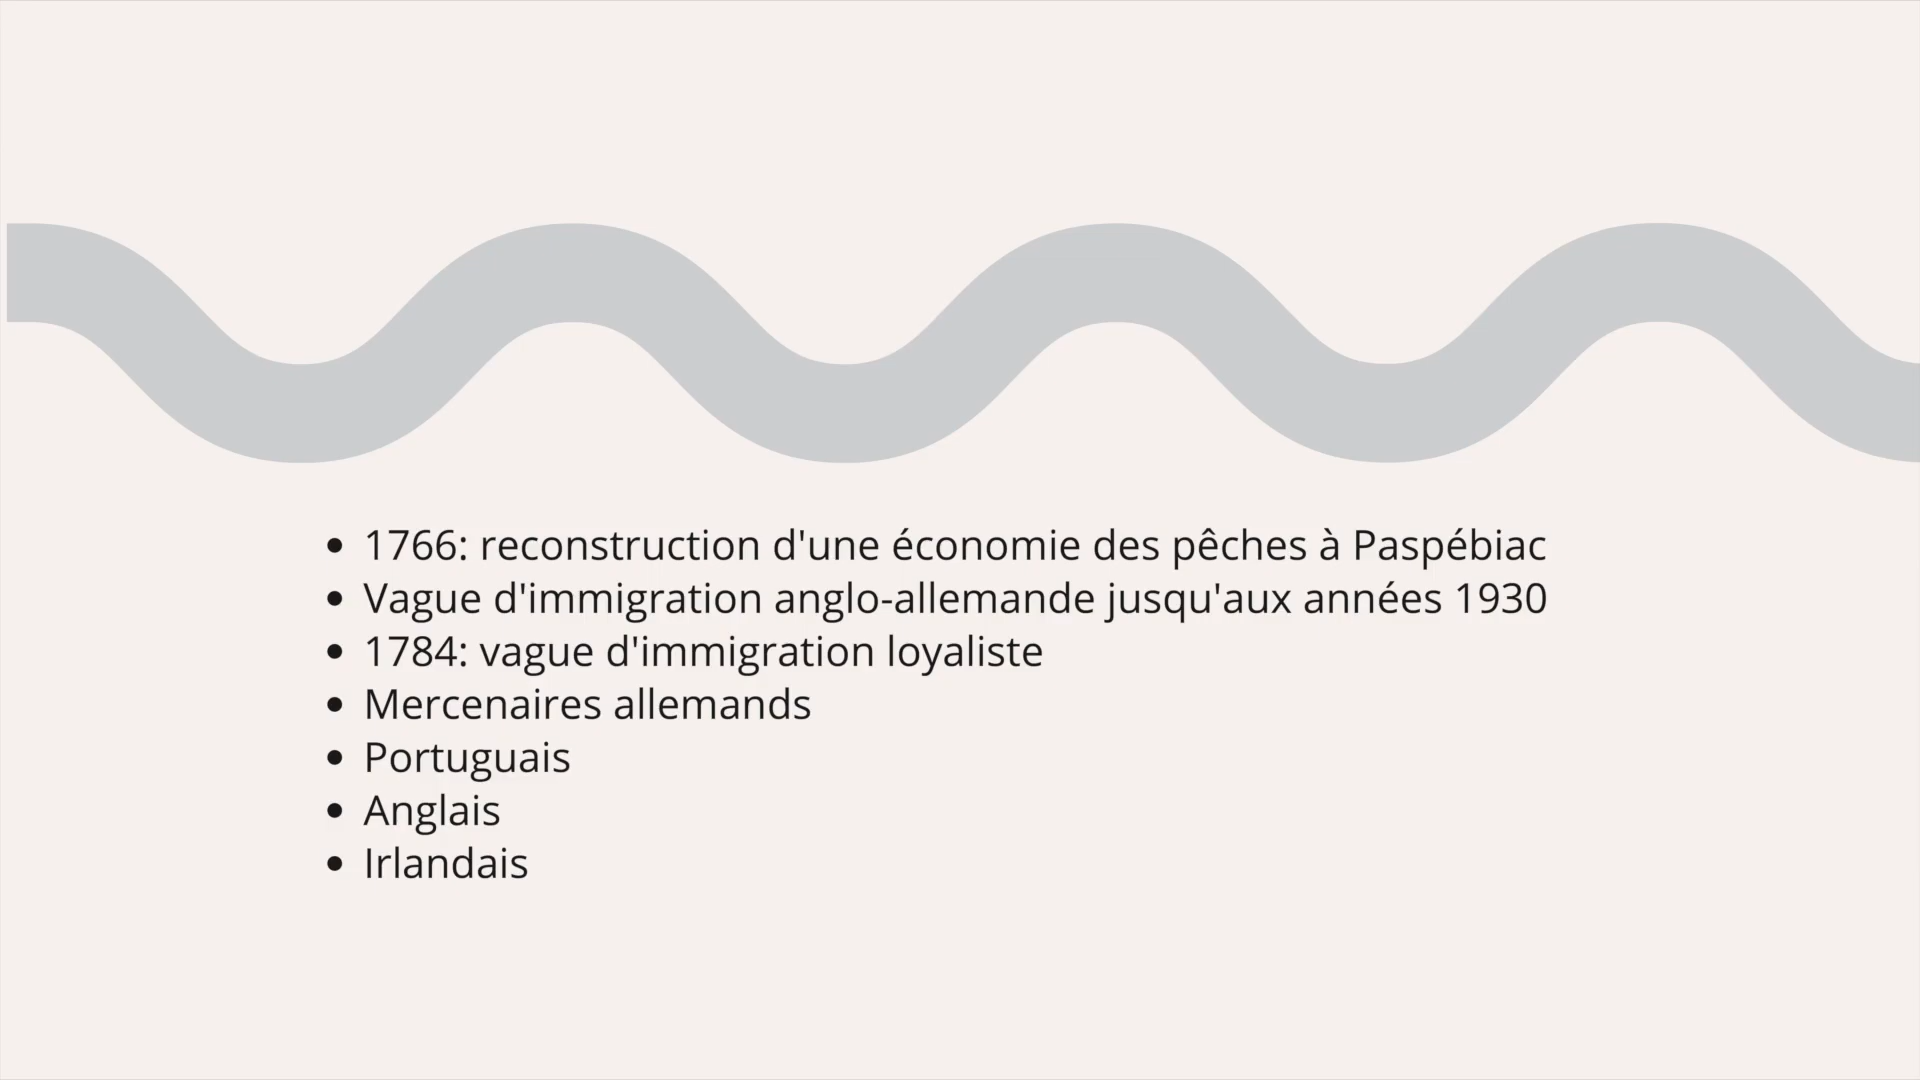 • 1766: reconstruction d'une économie des pêches à Paspébiac
• Vague d'immigration anglo-allemande jusqu'aux années 1930
• 1784: vague d'immigration loyaliste
• Mercenaires allemands
• Portuguais
• Anglais
• Irlandais